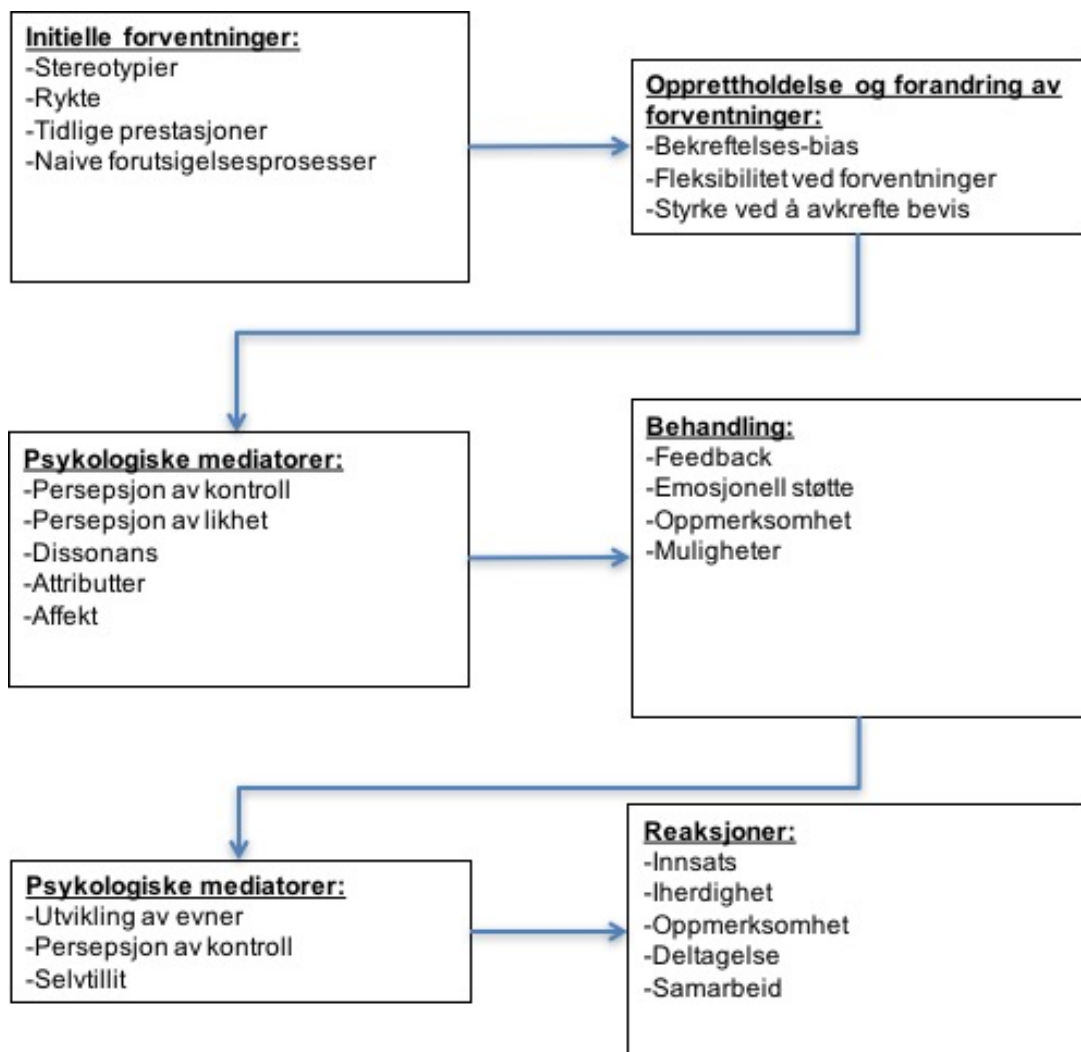 Initielle forventninger:
-Stereotypier
-Rykte
-Tidlige prestasjoner
-Naive forutsigelsesprosesser
Opprettholdelse og forandring av
forventninger:
-Bekreftelses-bias
-Fleksibilitet ved forventninger
-Styrke ved å avkrefte bevis
Psykologiske mediatorer:
-Persepsjon av kontroll
-Persepsjon av likhet
-Dissonans
-Attributter
-Affekt
Behandling:
-Feedback
-Emosjonell støtte
-Oppmerksomhet
-Muligheter
Psykologiske mediatorer:
-Utvikling av evner
-Persepsjon av kontroll
-Selvtillit
Reaksjoner:
-Innsats
-Iherdighet
-Oppmerksomhet
-Deltagelse
-Samarbeid